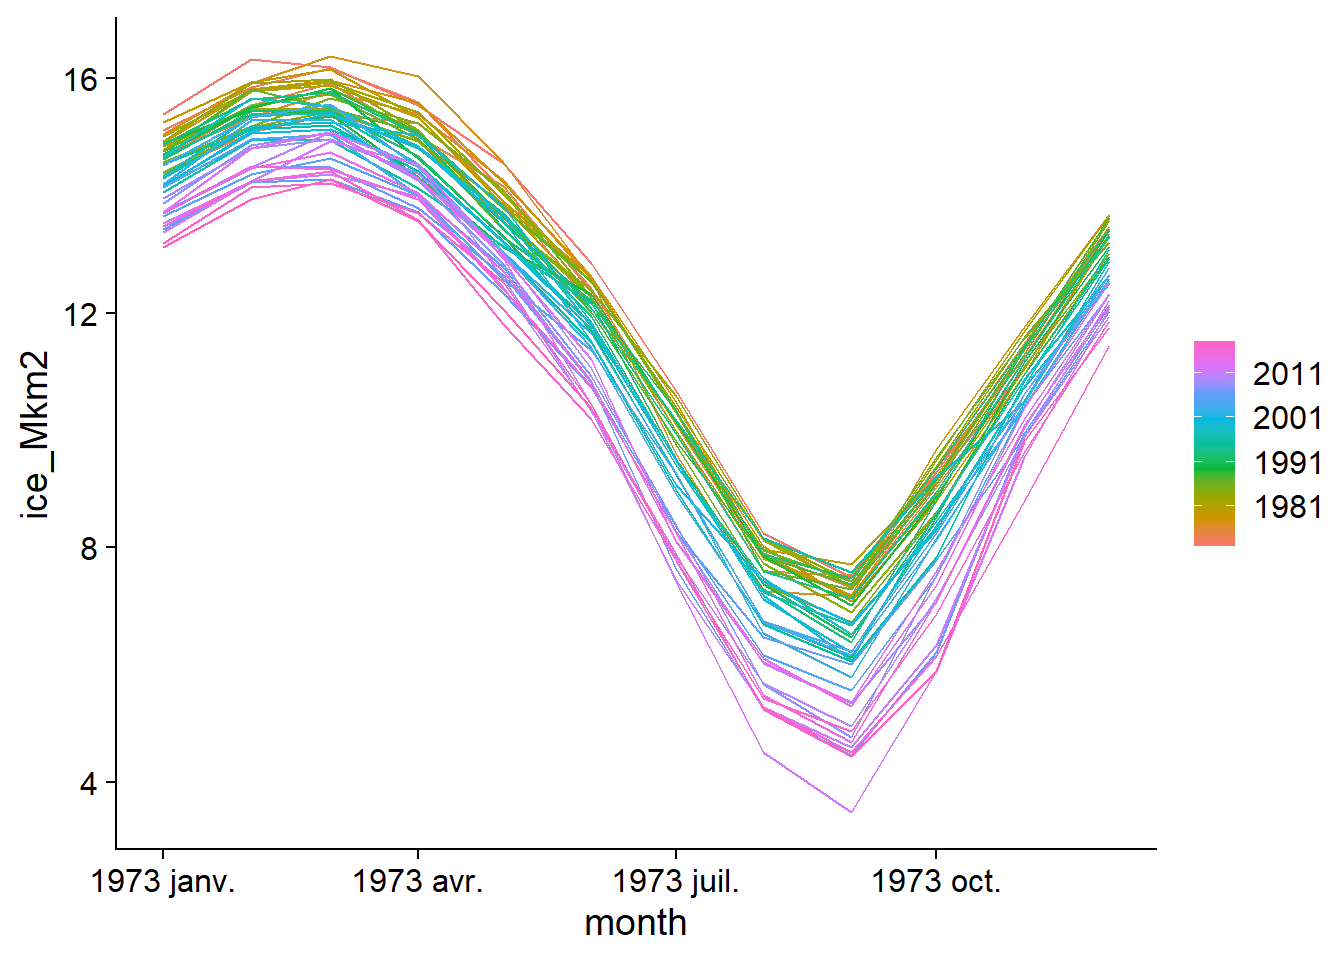 16
12
8
4
ice_Mkm2
1973 janv.
1973 avr.
1973 juil.
1973 oct.
month
2011
2001
1991
1981